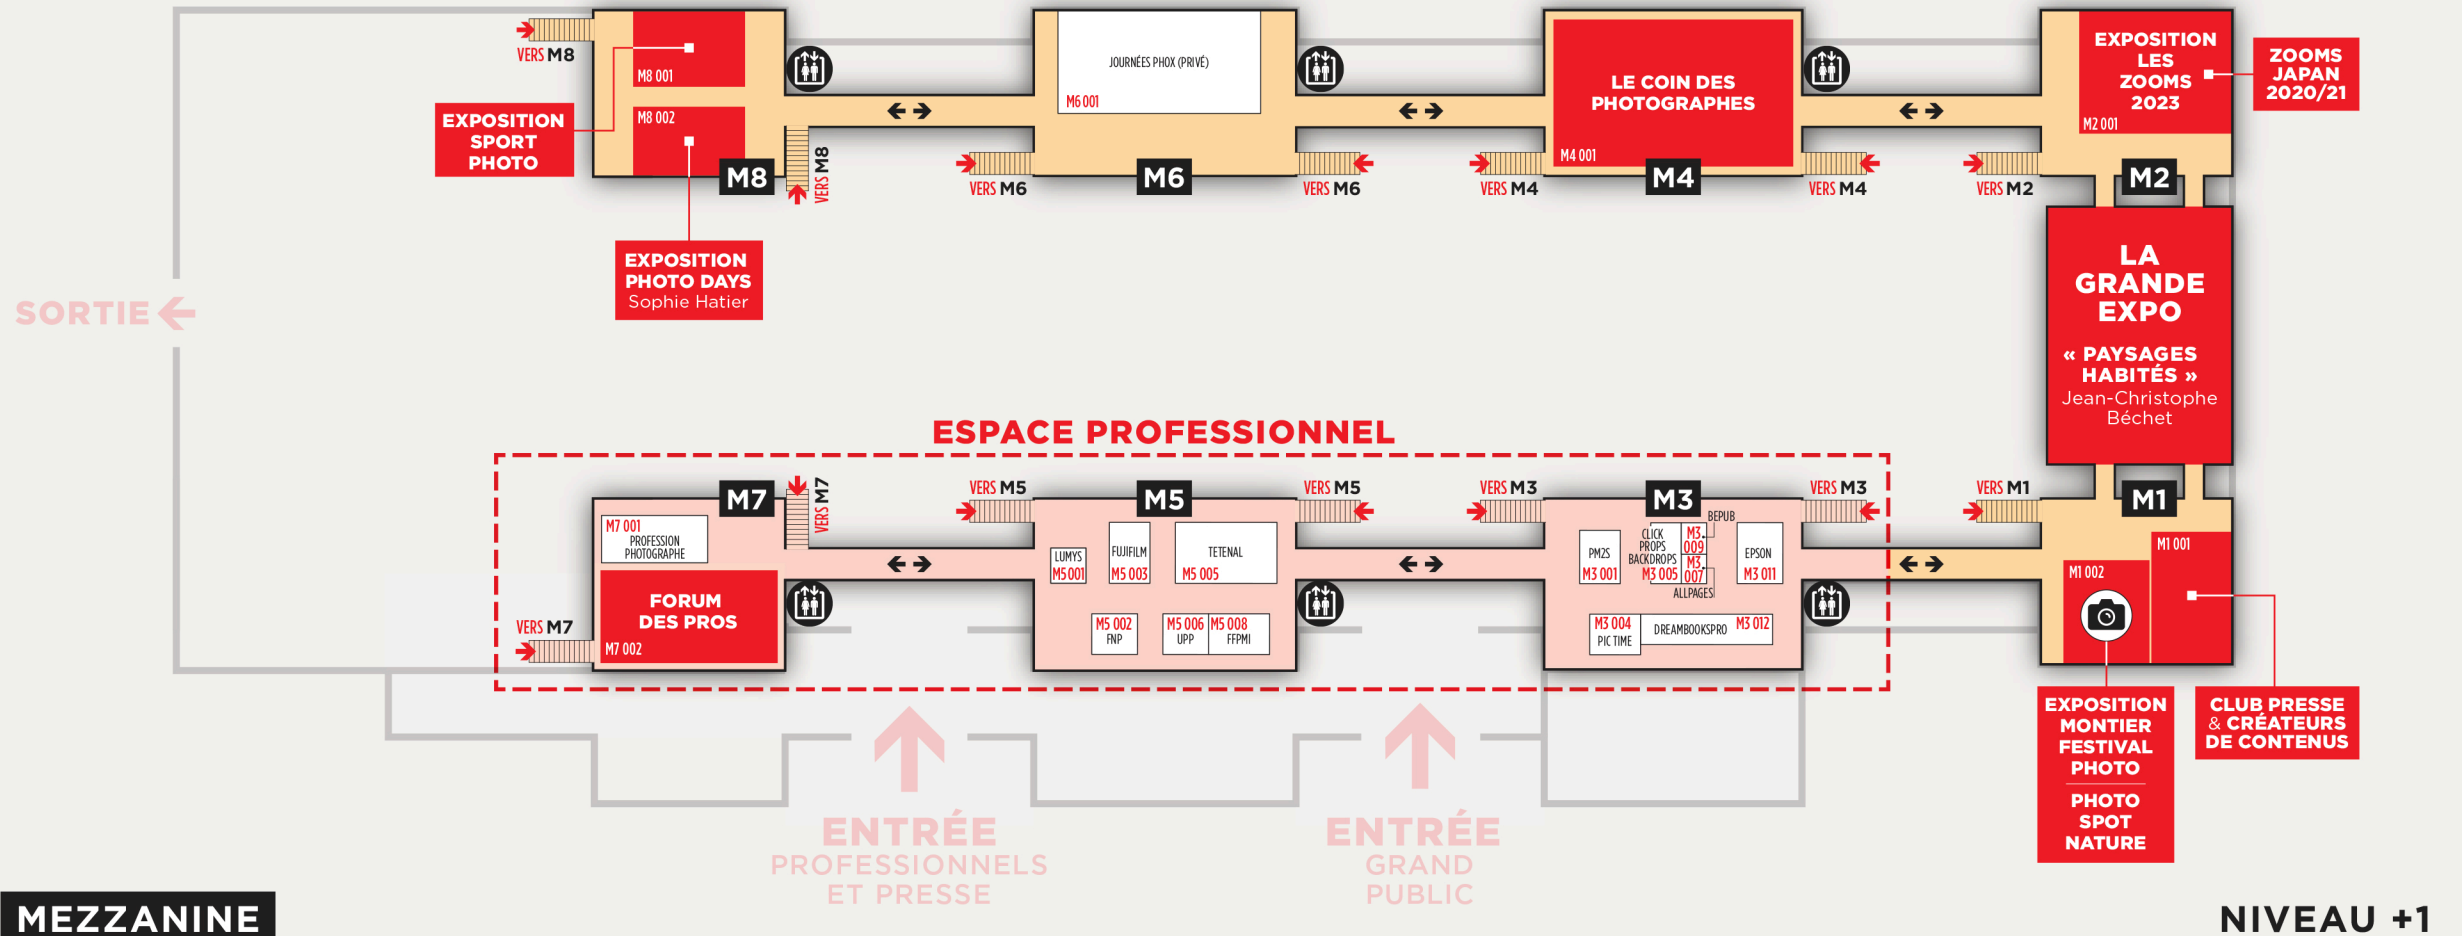 VERS M8
M8 001
M8 002
EXPOSITION
SPORT
PHOTO
M8
VERS M8
EXPOSITION
PHOTO DAYS
Sophie Hatier
JOURNÉES PHOX (PRIVÉ)
M6 001
VERS M6
M6
VERS M6
LE COIN DES
PHOTOGRAPHES
M4 001
VERS M4
M4
VERS M4
EXPOSITION
LES
ZOOMS
2023
M2 001
ZOOMS
JAPAN
2020/21
VERS M2
M2
LA
GRANDE
EXPO
« PAYSAGES
HABITÉS »
Jean-Christophe
Béchet
SORTIE
ESPACE PROFESSIONNEL
M7
VERS M7
M7 001
PROFESSION
PHOTOGRAPHE
FORUM
DES PROS
M7 002
VERS M7
VERS M5
M5
VERS M5
LUMYS
M5 001
FUJIFILM
M5 003
TETENAL
M5 005
M5 002
FNP
M5 006
UPP
M5 008
FFPMI
VERS M3
M3
VERS M3
PM2S
M3 001
CLICK
PROPS
BACKDROPS
M3 005
BEPUB
M3
009
M3
007
ALLPAGES
EPSON
M3 011
M3 004
PIC TIME
DREAMBOOKSPRO
M3 012
VERS M1
M1
M1 001
M1 002
EXPOSITION
MONTIER
FESTIVAL
PHOTO
PHOTO
SPOT
NATURE
CLUB PRESSE
& CRÉATEURS
DE CONTENUS
ENTRÉE
PROFESSIONNELS
ET PRESSE
ENTRÉE
GRAND
PUBLIC
MEZZANINE
NIVEAU +1